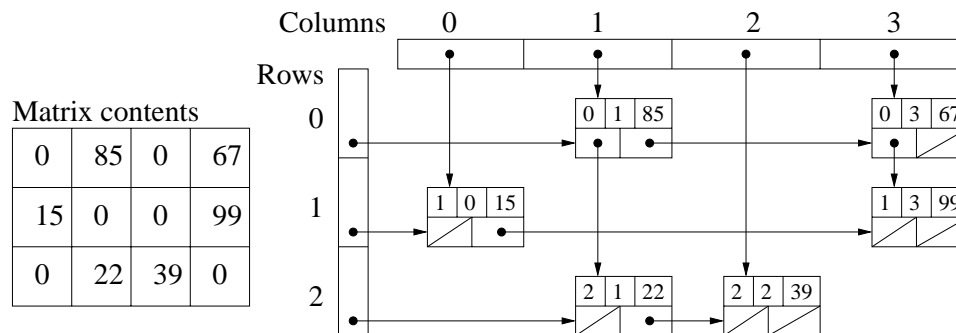 Columns 0 1 2 3
Rows
Matrix contents
0 85 0 67
15 0 0 99
0 22 39 0
0
0 1 85
0 3 67
1
1 0 15
1 3 99
2
2 1 22
2 2 39